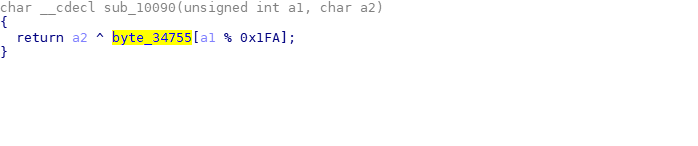 char __cdecl sub_10090(unsigned int a1, char a2)
{
  return a2 ^ byte_34755[a1 % 0x1FA];
}